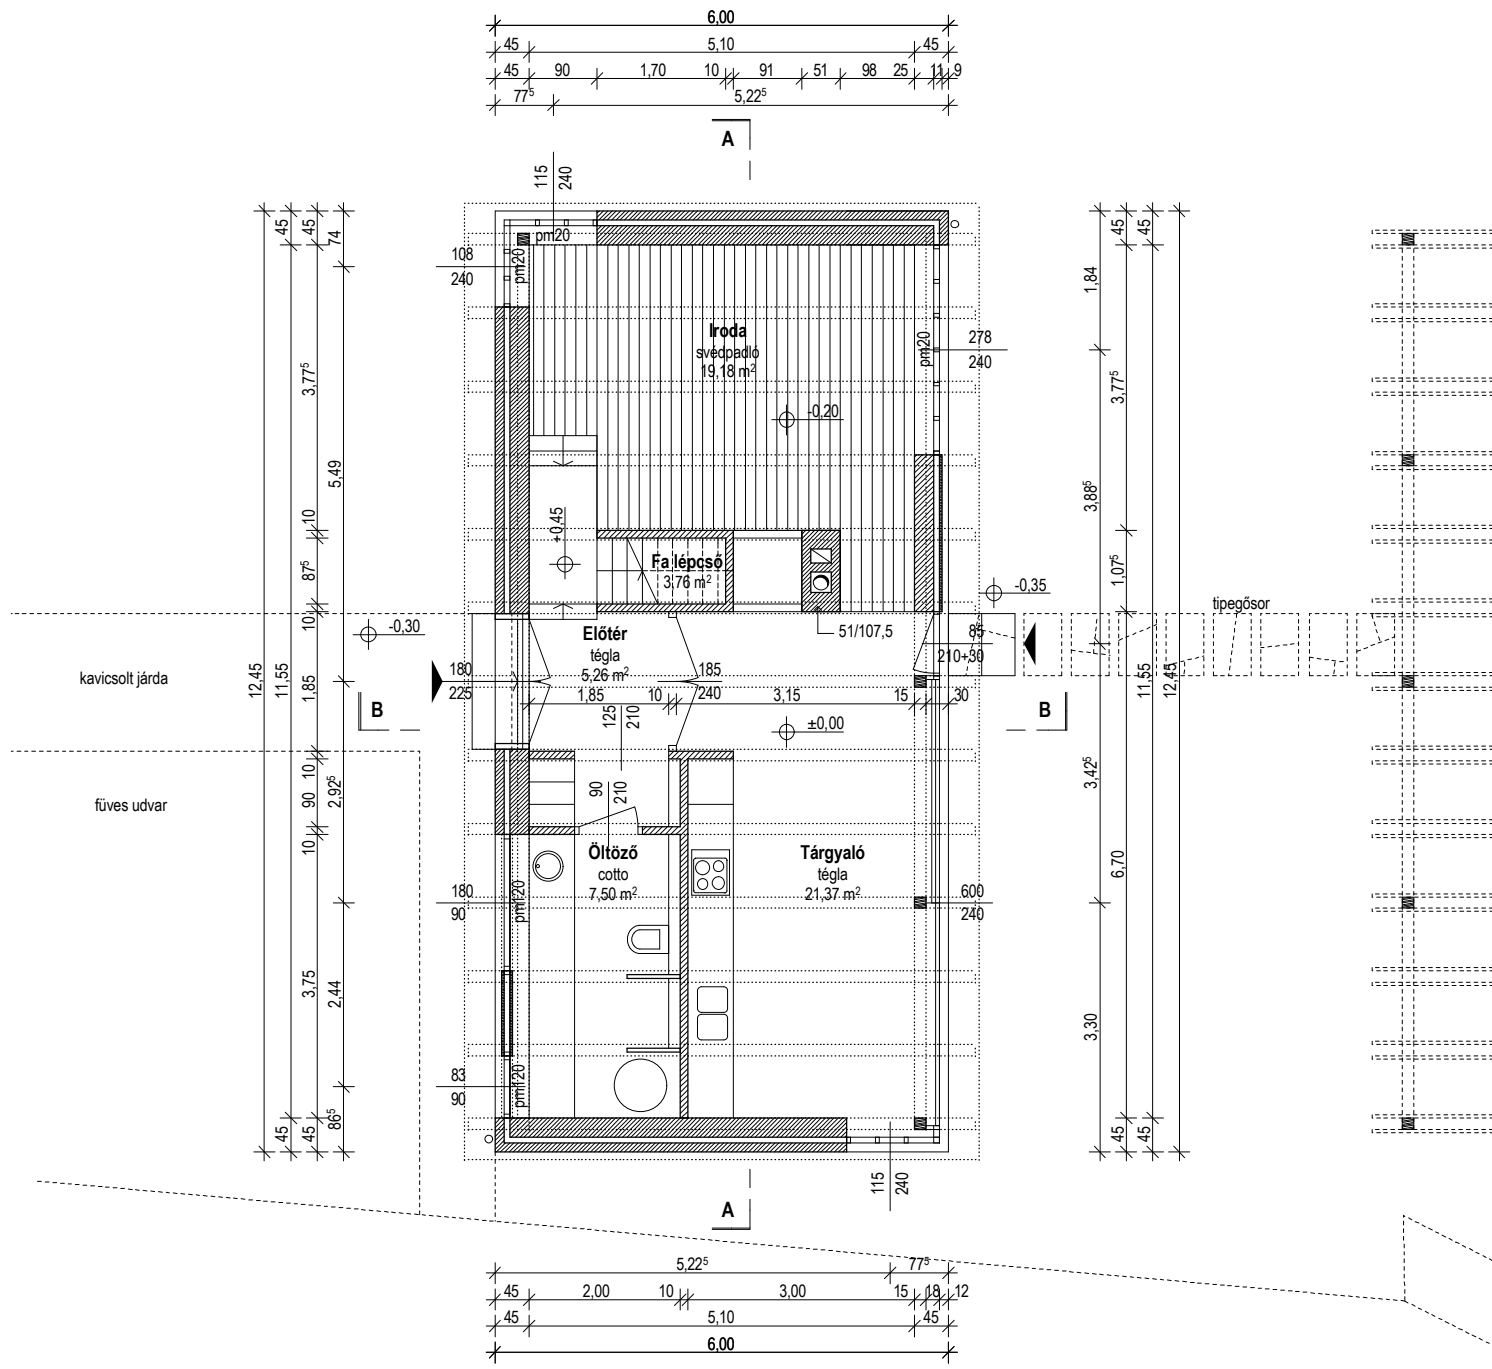 6,00
45 5,10 45
45 90 1,70 10 91 51 98 25 11 9
77⁵ 5,22⁵
A
115
240
45
45
74
108
240
pm20
pm20
Iroda
svédpadló
19,18 m²
-0,20
pm20
278
240
45
45
1,84
3,77⁵
5,49
3,77⁵
3,88⁵
10
87⁵
+0,45
Fa lépcső
3,76 m²
1,07⁵
-0,35
tipegősor
-0,30
10
Előtér
tégla
5,26 m²
51/107,5
85
210+30
kavicsolt járda
12,45
11,55
1,85
180
225
185
240
1,85 10 3,15 15 30
11,55
12,45
B
B
125
210
±0,00
füves udvar
10
90
2,92⁵
10
90
210
3,42⁵
6,70
Öltöző
cotto
7,50 m²
Tárgyaló
tégla
21,37 m²
180
90
pm120
600
240
3,75
2,44
3,30
83
90
pm120
45
45
86⁵
45
45
115
240
A
5,22⁵ 77⁵
45 2,00 10 3,00 15 18 12
45 5,10 45
6,00